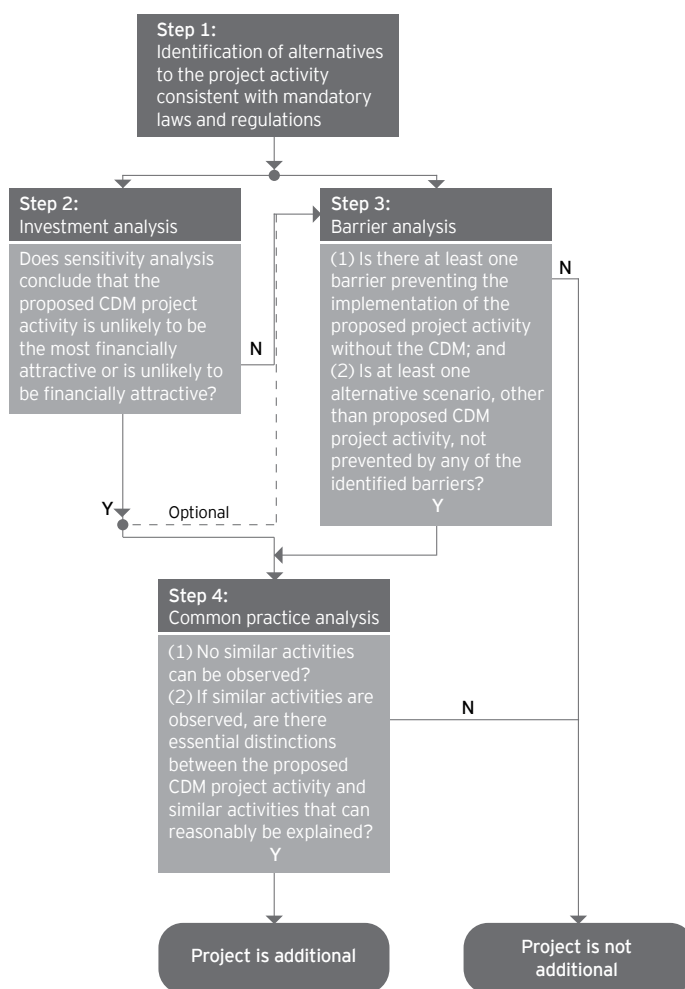 Step 1:
Identification of alternatives
to the project activity
consistent with mandatory
laws and regulations
Step 2:
Investment analysis
Does sensitivity analysis
conclude that the
proposed CDM project
activity is unlikely to be
the most financially
attractive or is unlikely to
be financially attractive?
N
Y
Optional
Step 3:
Barrier analysis
(1) Is there at least one
barrier preventing the
implementation of the
proposed project activity
without the CDM; and
(2) Is at least one
alternative scenario, other
than proposed CDM
project activity, not
prevented by any of the
identified barriers?
Y
N
Step 4:
Common practice analysis
(1) No similar activities
can be observed?
(2) If similar activities are
observed, are there
essential distinctions
between the proposed
CDM project activity and
similar activities that can
reasonably be explained?
Y
N
Project is additional
Project is not
additional